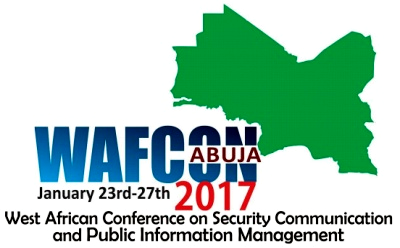 WAFCON
ABUJA
January 23rd-27th 2017
West African Conference on Security Communication
and Public Information Management